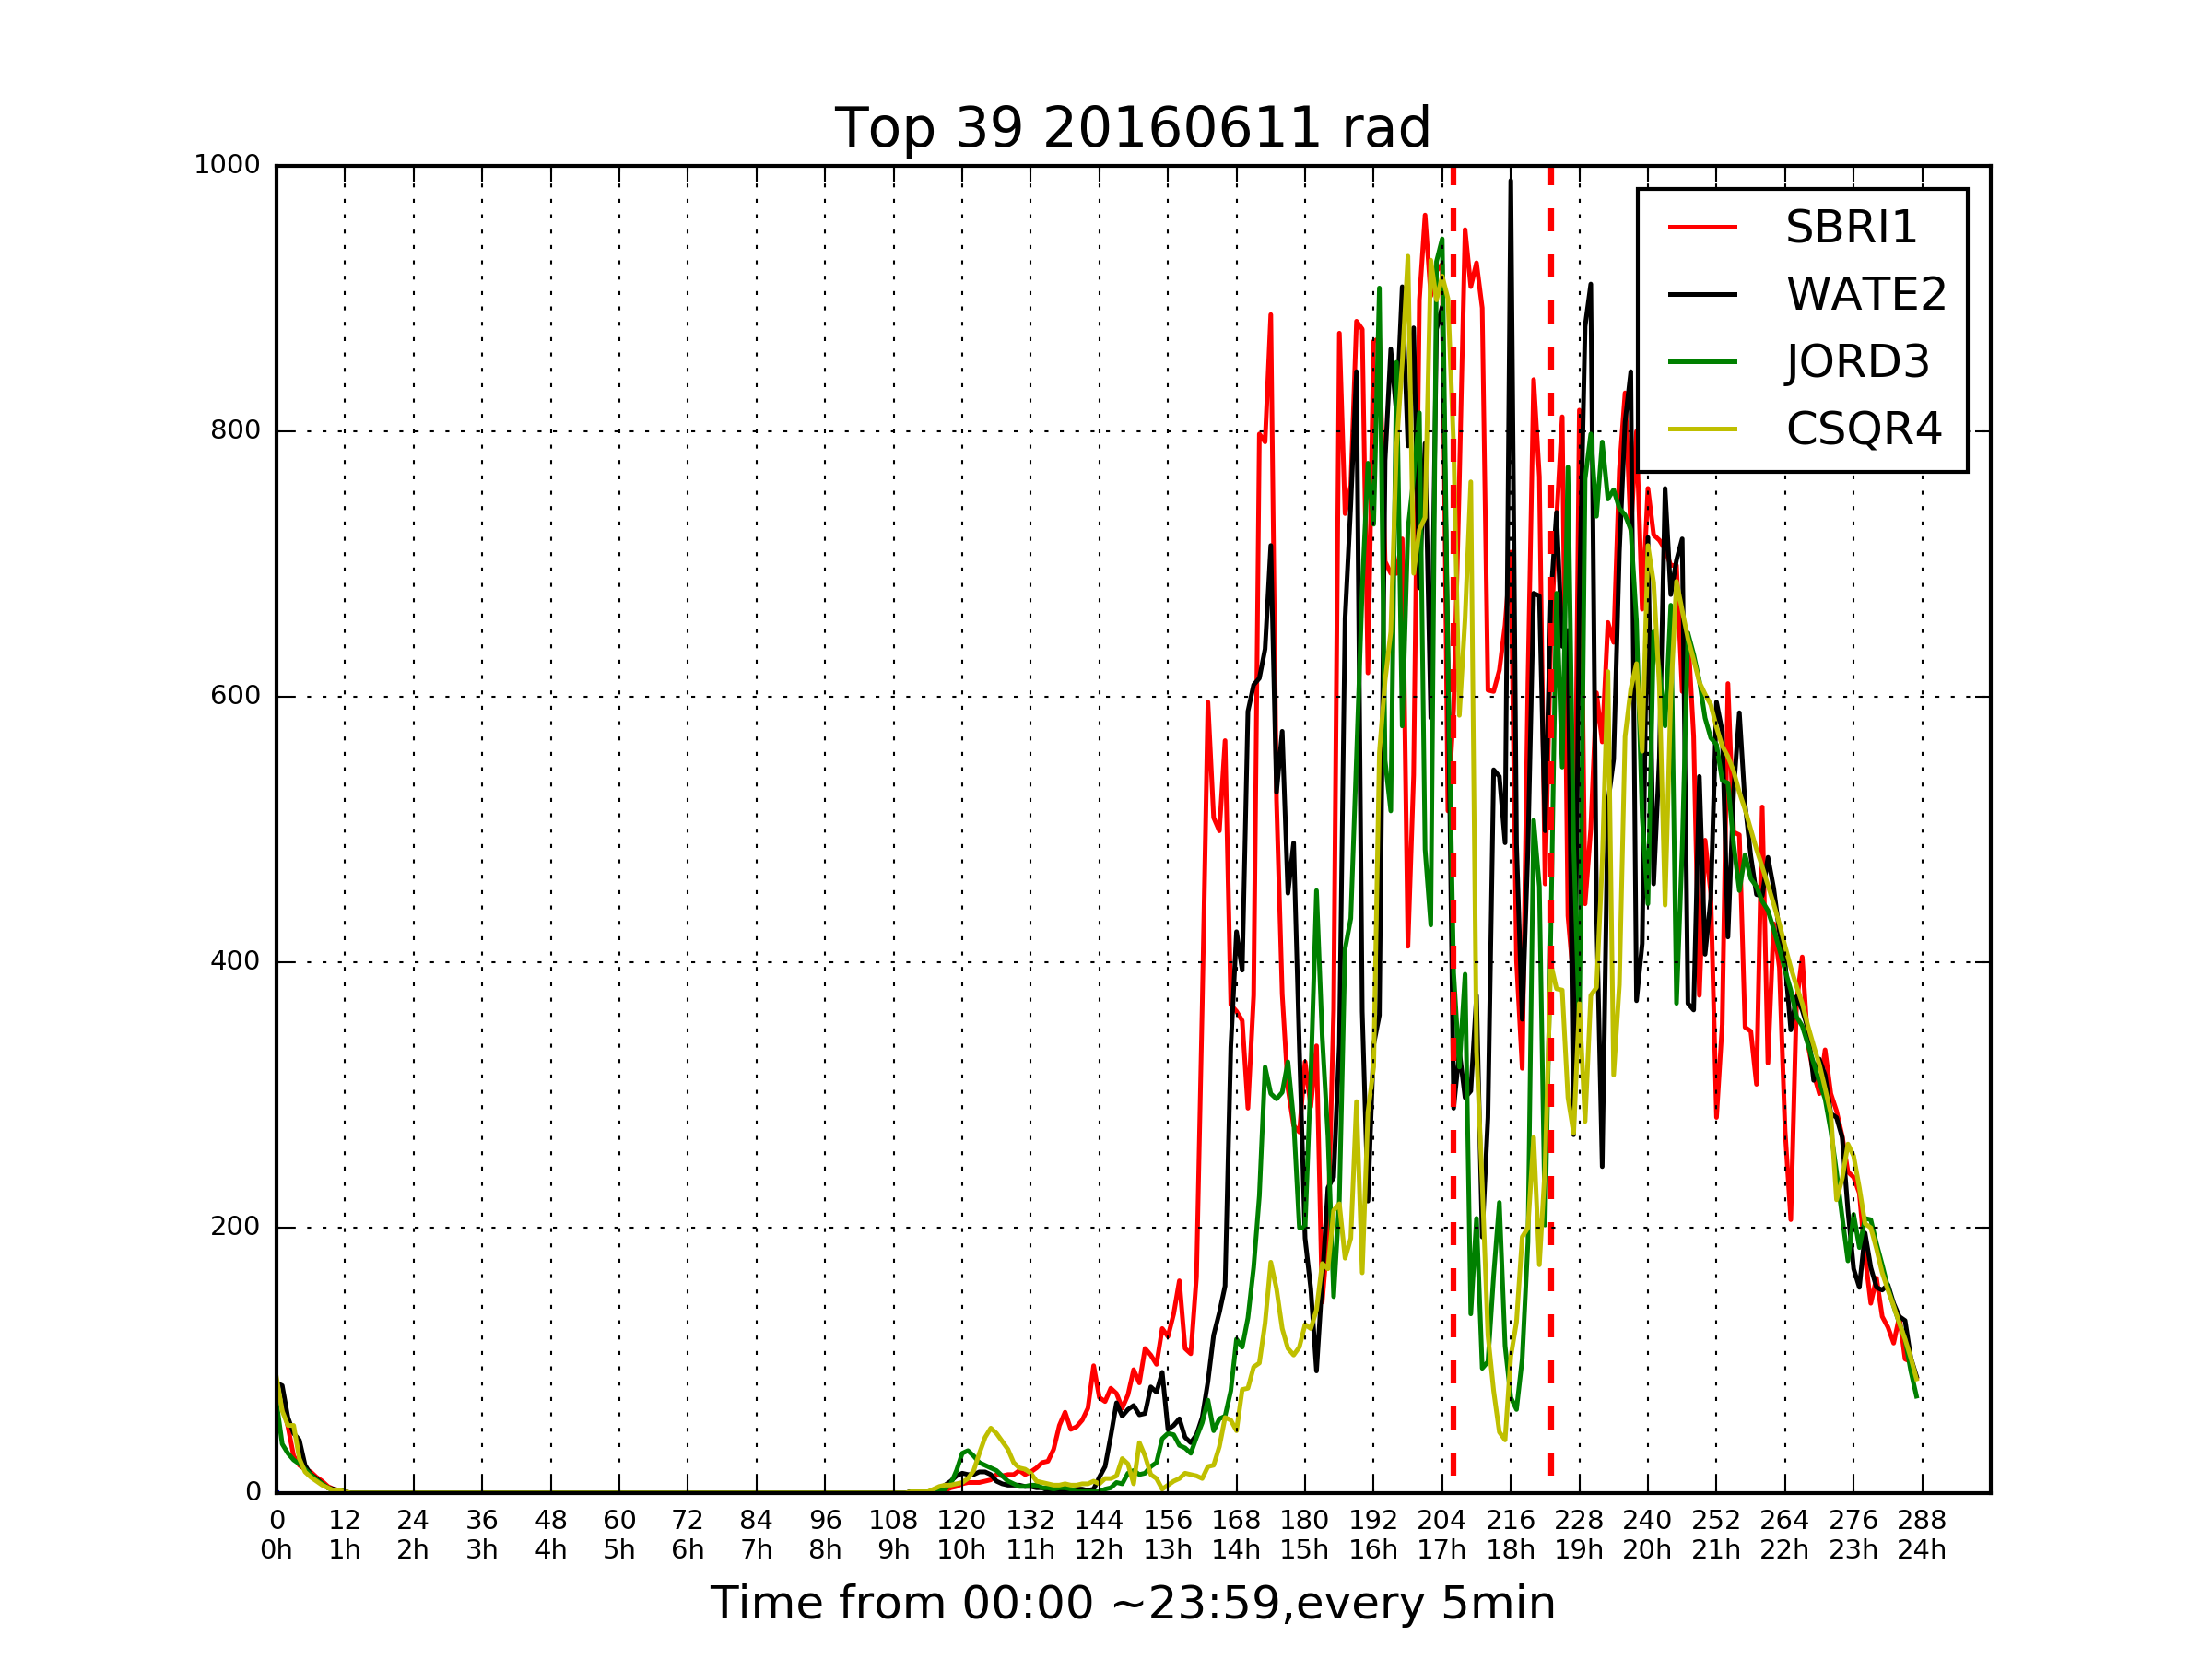 Top 39 20160611 rad
1000
800
600
400
200
0
SBRI1
WATE2
JORD3
CSQR4
0 12 24 36 48 60 72 84 96 108 120 132 144 156 168 180 192 204 216 228 240 252 264 276 288
0h 1h 2h 3h 4h 5h 6h 7h 8h 9h 10h 11h 12h 13h 14h 15h 16h 17h 18h 19h 20h 21h 22h 23h 24h
Time from 00:00 ~23:59,every 5min